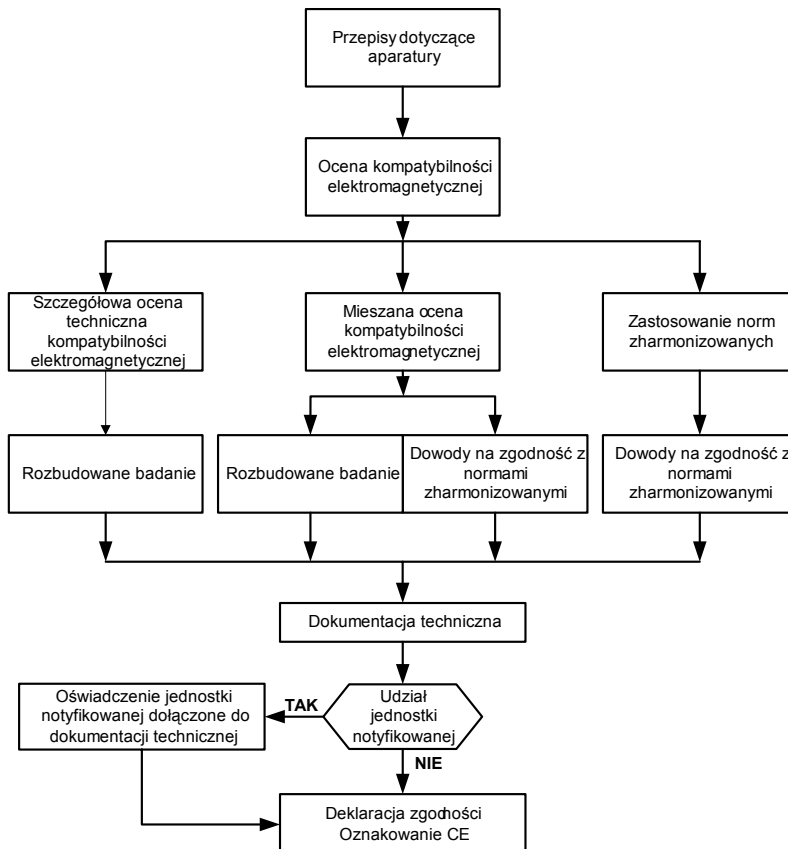 Przepisy dotyczące
aparatury
Ocena kompatybilności
elektromagnetycznej
Szczegółowa ocena
techniczna
kompatybilności
elektromagnetycznej
Mieszana ocena
kompatybilności
elektromagnetycznej
Zastosowanie norm
zharmonizowanych
Rozbudowane badanie
Rozbudowane badanie
Dowody na zgodność z
normami
zharmonizowanymi
Dowody na zgodność z
normami
zharmonizowanymi
Dokumentacja techniczna
Oświadczenie jednostki
notyfikowanej dołączone do
dokumentacji technicznej
TAK
Udział
jednostki
notyfikowanej
NIE
Deklaracja zgodności
Oznakowanie CE